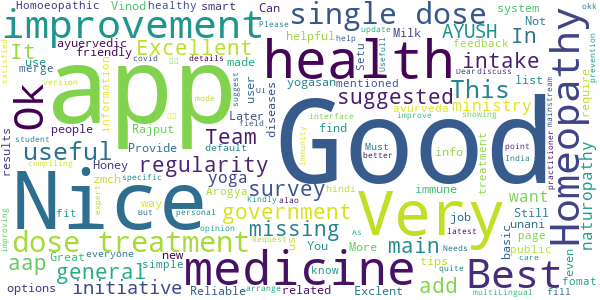 Homoeopathic
Vinod
healthy
smart
Can
Please
system
update
okk
improvement
single dose
AYUSH
It
Excellent
helpful
help
Milk
Not
In
Usefull
satisfied
ayuervedic
friendly
covid
details
suggest
user
Setu
feedback
use
merge
information
made
UI
yogasan
mentioned
list
prevention
app
health
intake
Dear
discuss
version
mode
diseases
Ok
people
Rajput
Later
field
suggested
This
ayurveda
ministry
require
Provide
default
interface
improve
showing
practitioner
mainstream
results
useful
Team
find
Must
better
info
point
India
student
compiling
Honey
regularity
Good
Homeopathy
Nice
zmch
specific
yoga
survey
immunity
hindi
immune
treatment
want
naturopathy
fit
way
Arogya
us
Very
job
latest
expert
But
personal
government
missing
Kindly
alao
Still
unani
public
dose treatment
opinion
You
As
Needs
basic
page
even
improving
aap
Great
everyone
new
Request
main
More
quite
tips
care
general
simple
know
medicine
Best
options
initiative
Reliable
related
arrange
Exclent
add
multilingual
fomat
fill